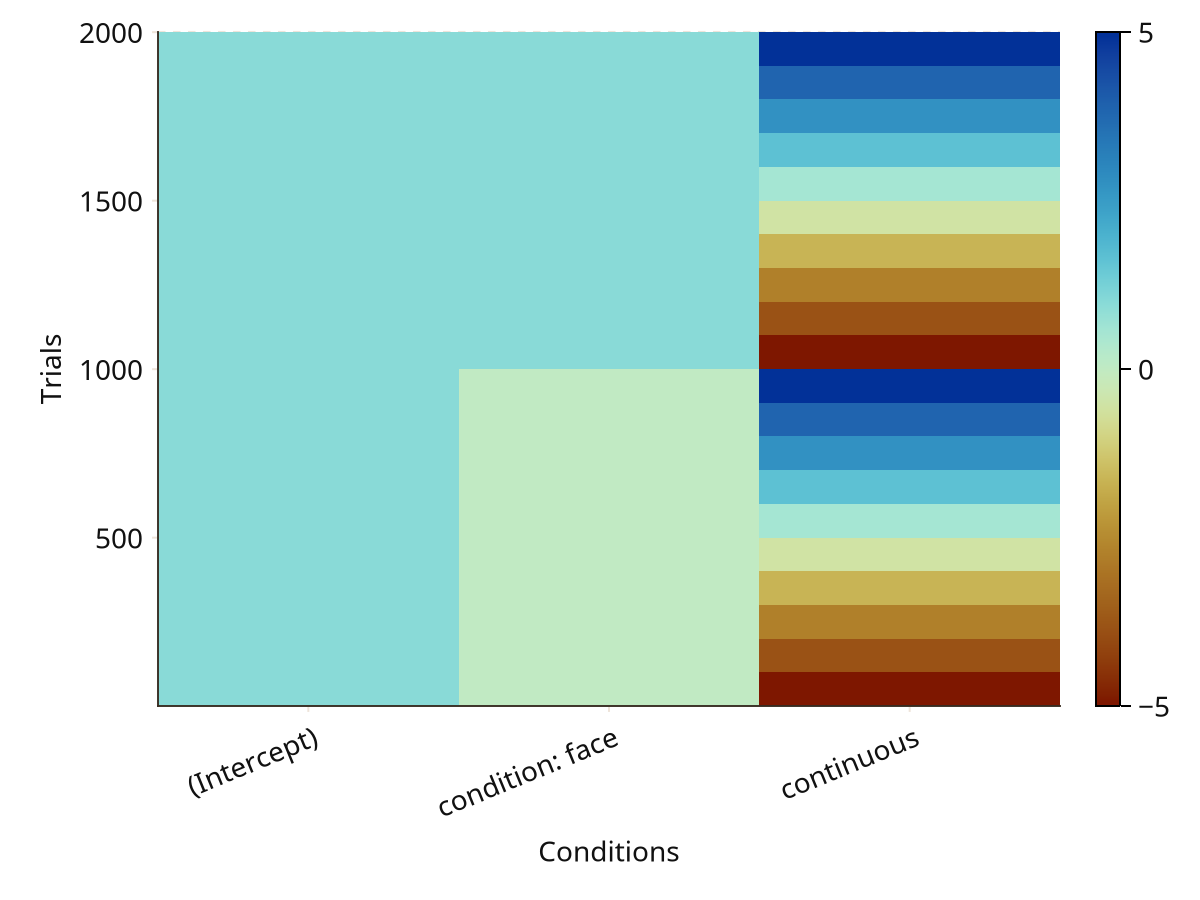 2000
1500
1000
500
Trials
(Intercept)
condition: face
continuous
Conditions
5
0
−5